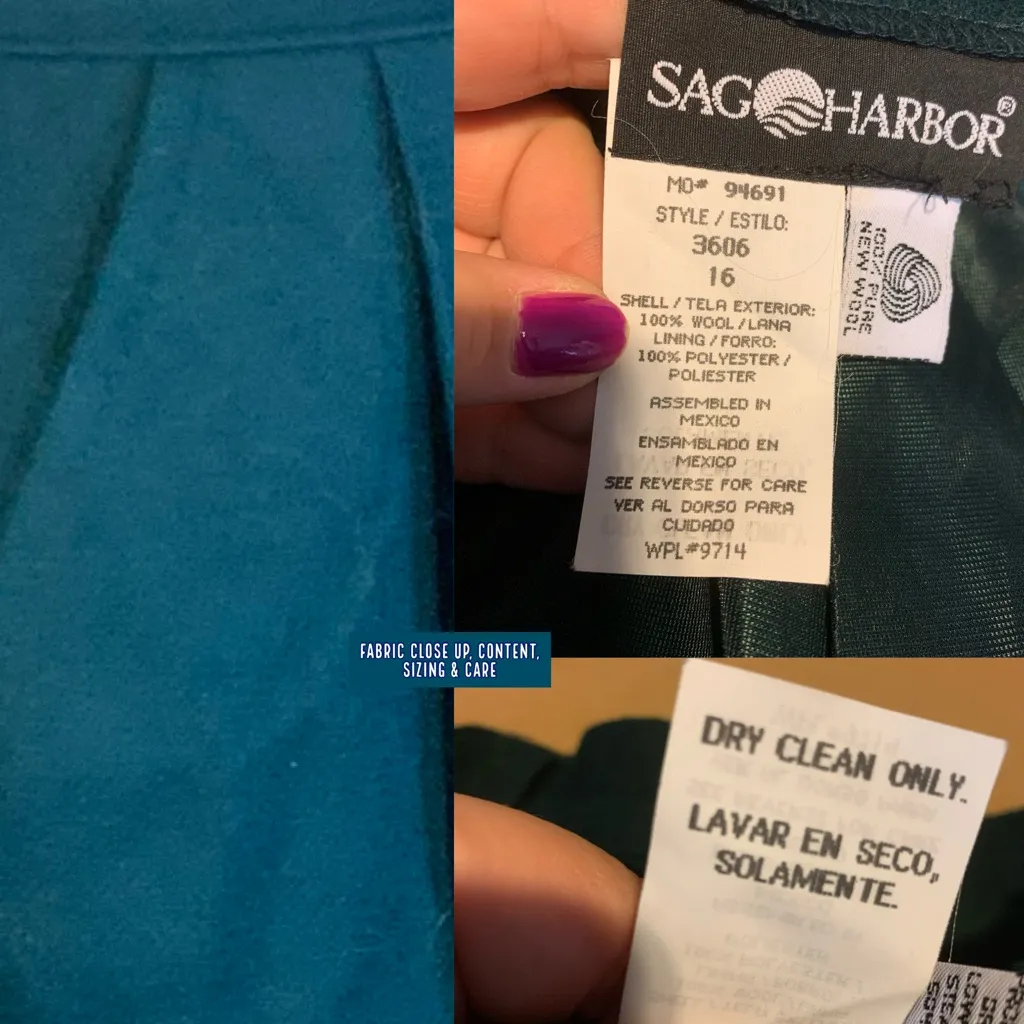 SAG HARBOR®
MO# 94691
STYLE / ESTILO:
3606
16
SHELL / TELA EXTERIOR:
100% WOOL / LANA
LINING / FORRO:
100% POLYESTER /
POLIESTER
ASSEMBLED IN
MEXICO
ENSAMBLADO EN
MEXICO
SEE REVERSE FOR CARE
VER AL DORSO PARA
CUIDADO
WPL#9714
100% PURE
NEW WOOL
FABRIC CLOSE UP, CONTENT,
SIZING & CARE
DRY CLEAN ONLY.
LAVAR EN SECO,
SOLAMENTE.